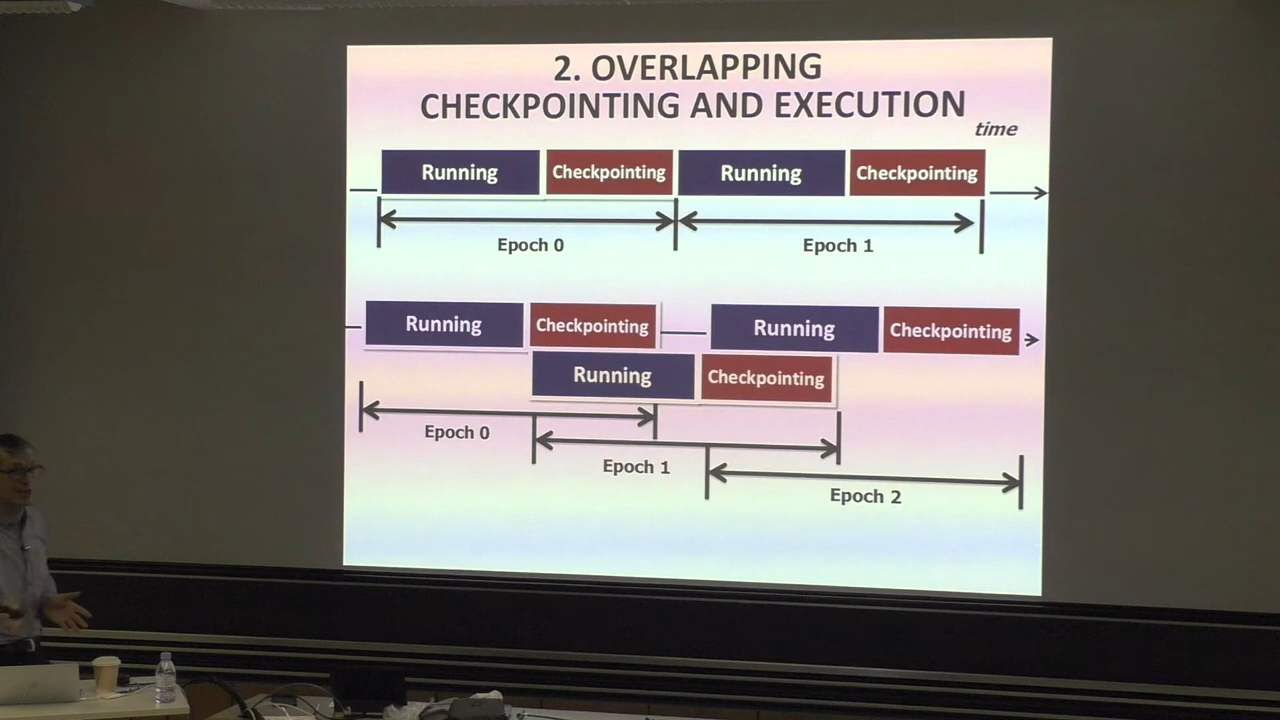 2. OVERLAPPING
CHECKPOINTING AND EXECUTION
time
Running Checkpointing Running Checkpointing
Epoch 0 Epoch 1
Running Checkpointing Running Checkpointing
Running Checkpointing
Epoch 0
Epoch 1
Epoch 2